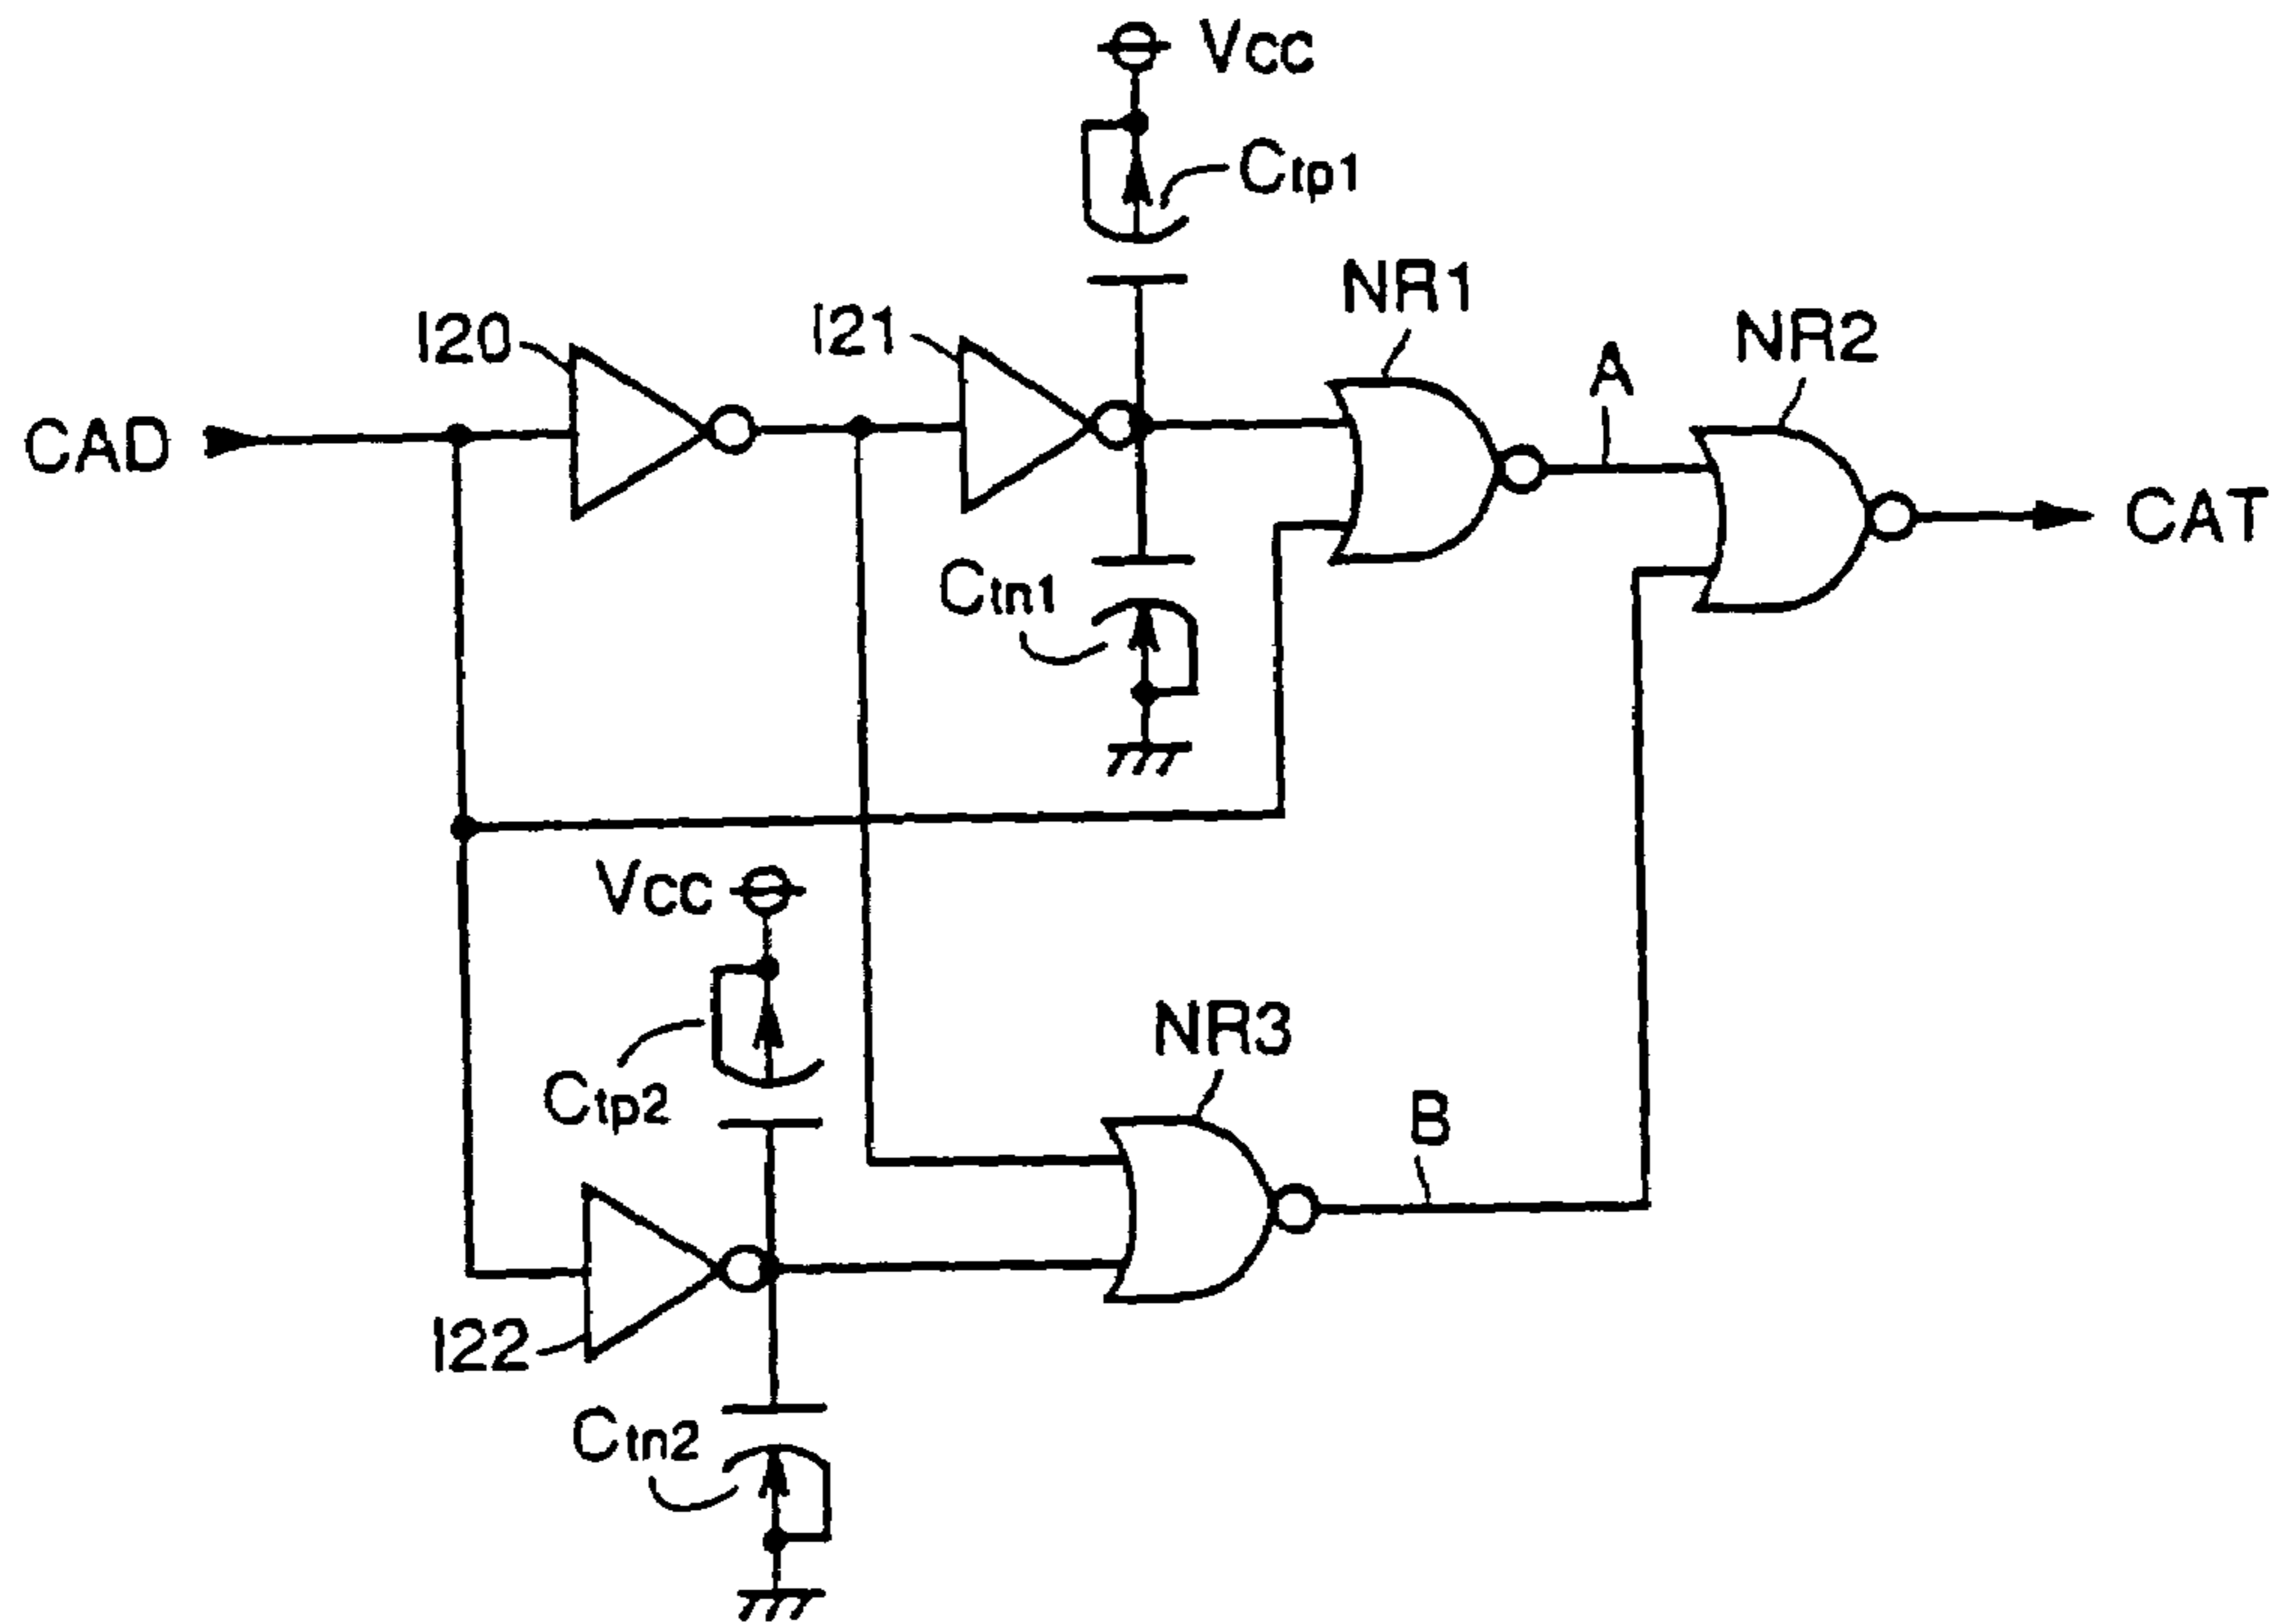 Vcc
Ctp1
NR1
I20
I21
NR2
A
CAD
CAT
Ctn1
Vcc
NR3
Ctp2
B
I22
Ctn2